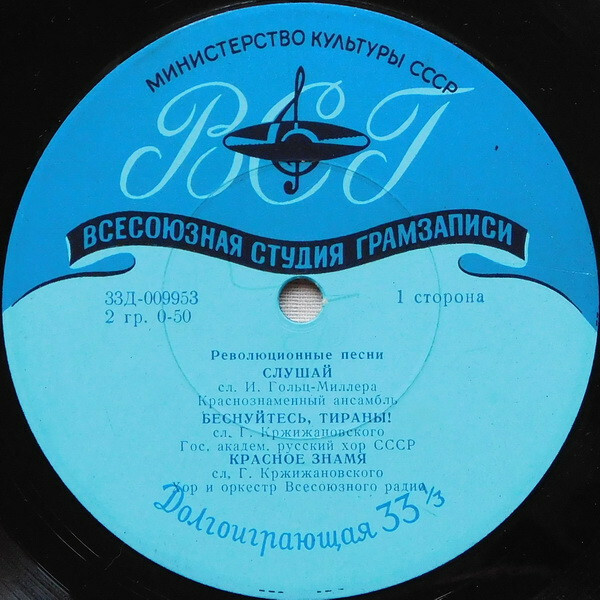 МИНИСТЕРСТВО КУЛЬТУРЫ СССР
ВСГ
ВСЕСОЮЗНАЯ СТУДИЯ ГРАМЗАПИСИ
33Д-009953
2 гр. 0-50
1 сторона
Революционные песни
СЛУШАЙ
сл. И. Гольц-Миллера
Краснознаменный ансамбль
БЕСНУЙТЕСЬ, ТИРАНЫ!
сл. Г. Кржижановского
Гос. академ. русский хор СССР
КРАСНОЕ ЗНАМЯ
сл, Г. Кржижановского
Хор и оркестр Всесоюзного радио
Долгоиграющая 33 1/3